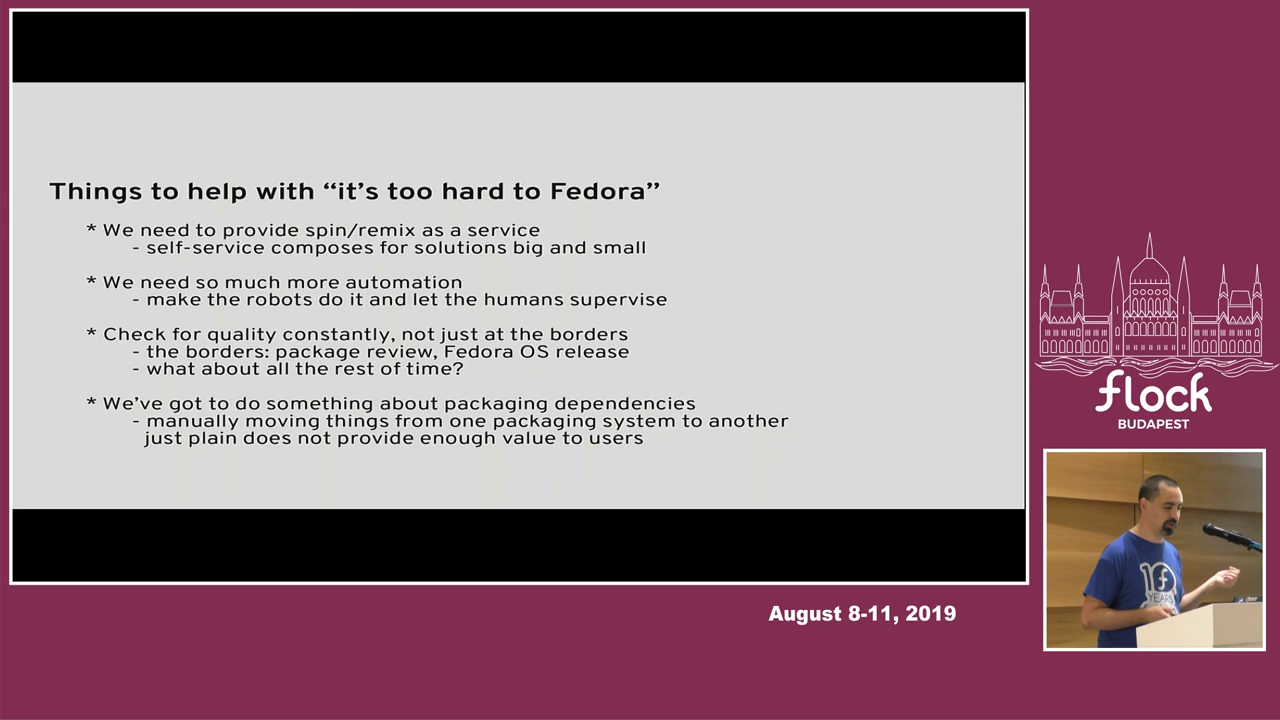 Things to help with “it’s too hard to Fedora”
* We need to provide spin/remix as a service
- self-service composes for solutions big and small
* We need so much more automation
- make the robots do it and let the humans supervise
* Check for quality constantly, not just at the borders
- the borders: package review, Fedora OS release
- what about all the rest of time?
* We’ve got to do something about packaging dependencies
- manually moving things from one packaging system to another
just plain does not provide enough value to users
flock
BUDAPEST
10
YEARS
August 8-11, 2019